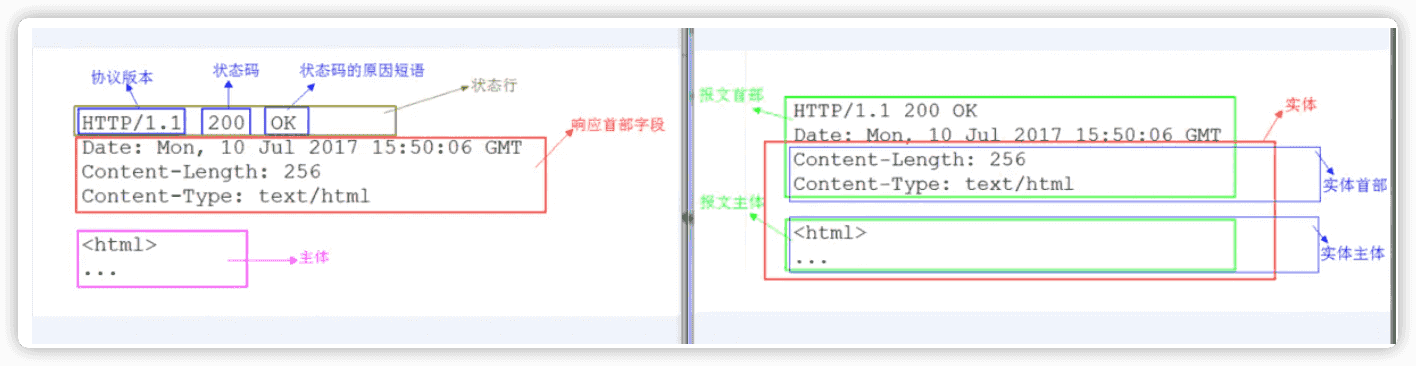 协议版本
状态码
状态码的原因短语
状态行
HTTP/1.1 200 OK
响应首部字段
Date: Mon, 10 Jul 2017 15:50:06 GMT
Content-Length: 256
Content-Type: text/html
<html>
主体
...
报文首部
实体
HTTP/1.1 200 OK
Date: Mon, 10 Jul 2017 15:50:06 GMT
Content-Length: 256
Content-Type: text/html
实体首部
报文主体
<html>
实体主体
...